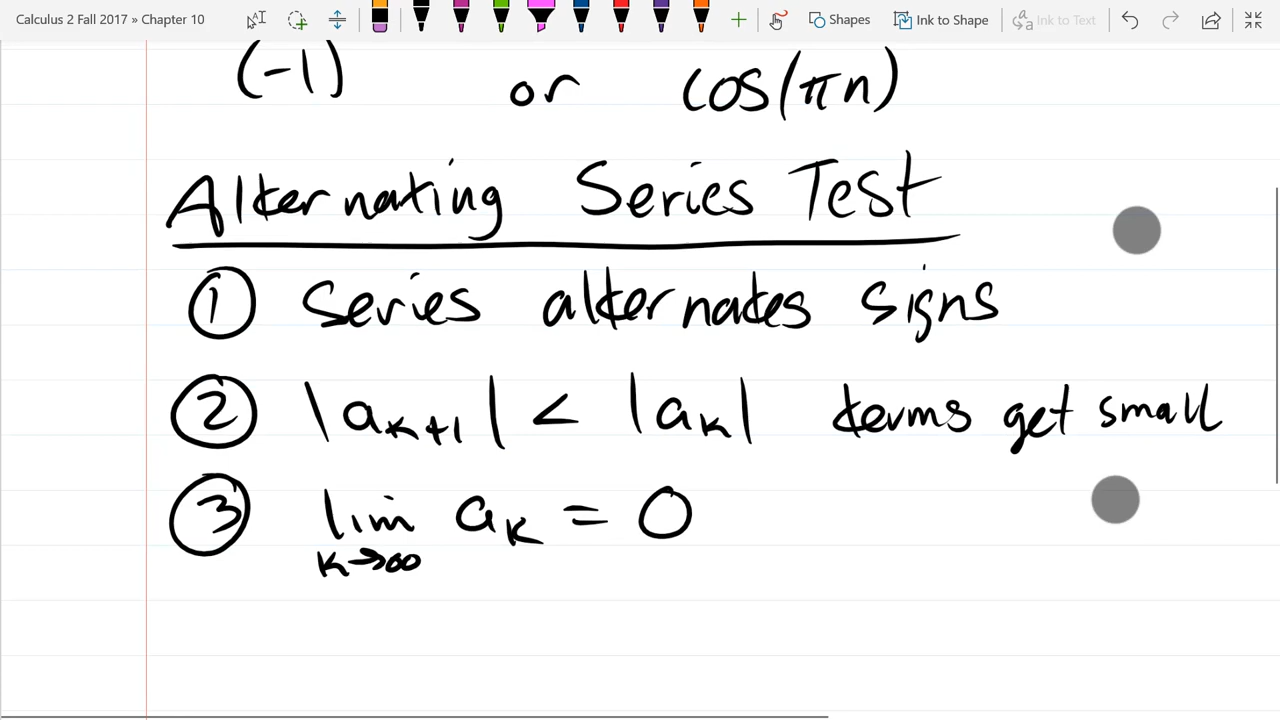 Calculus 2 Fall 2017 » Chapter 10
Shapes Ink to Shape Ink to Text
(-1) or cos(πn)
Alternating Series Test
① Series alternates signs
② |aₖ₊₁| < |aₖ| terms get small
③ lim aₖ = 0
k→∞